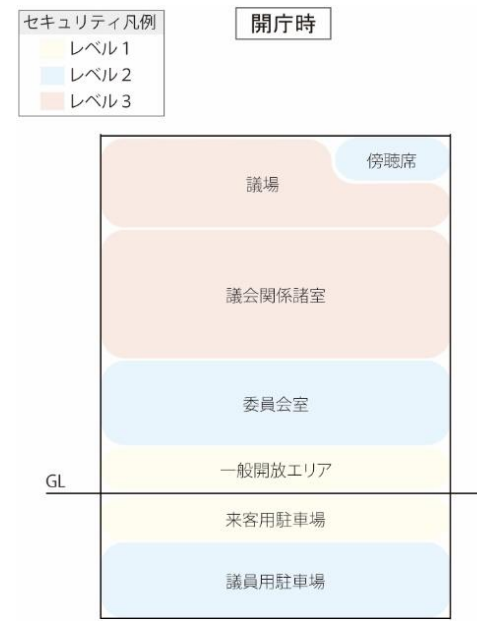 セキュリティ凡例
レベル 1
レベル 2
レベル 3
開庁時
傍聴席
議場
議会関係諸室
委員会室
一般開放エリア
GL
来客用駐車場
議員用駐車場